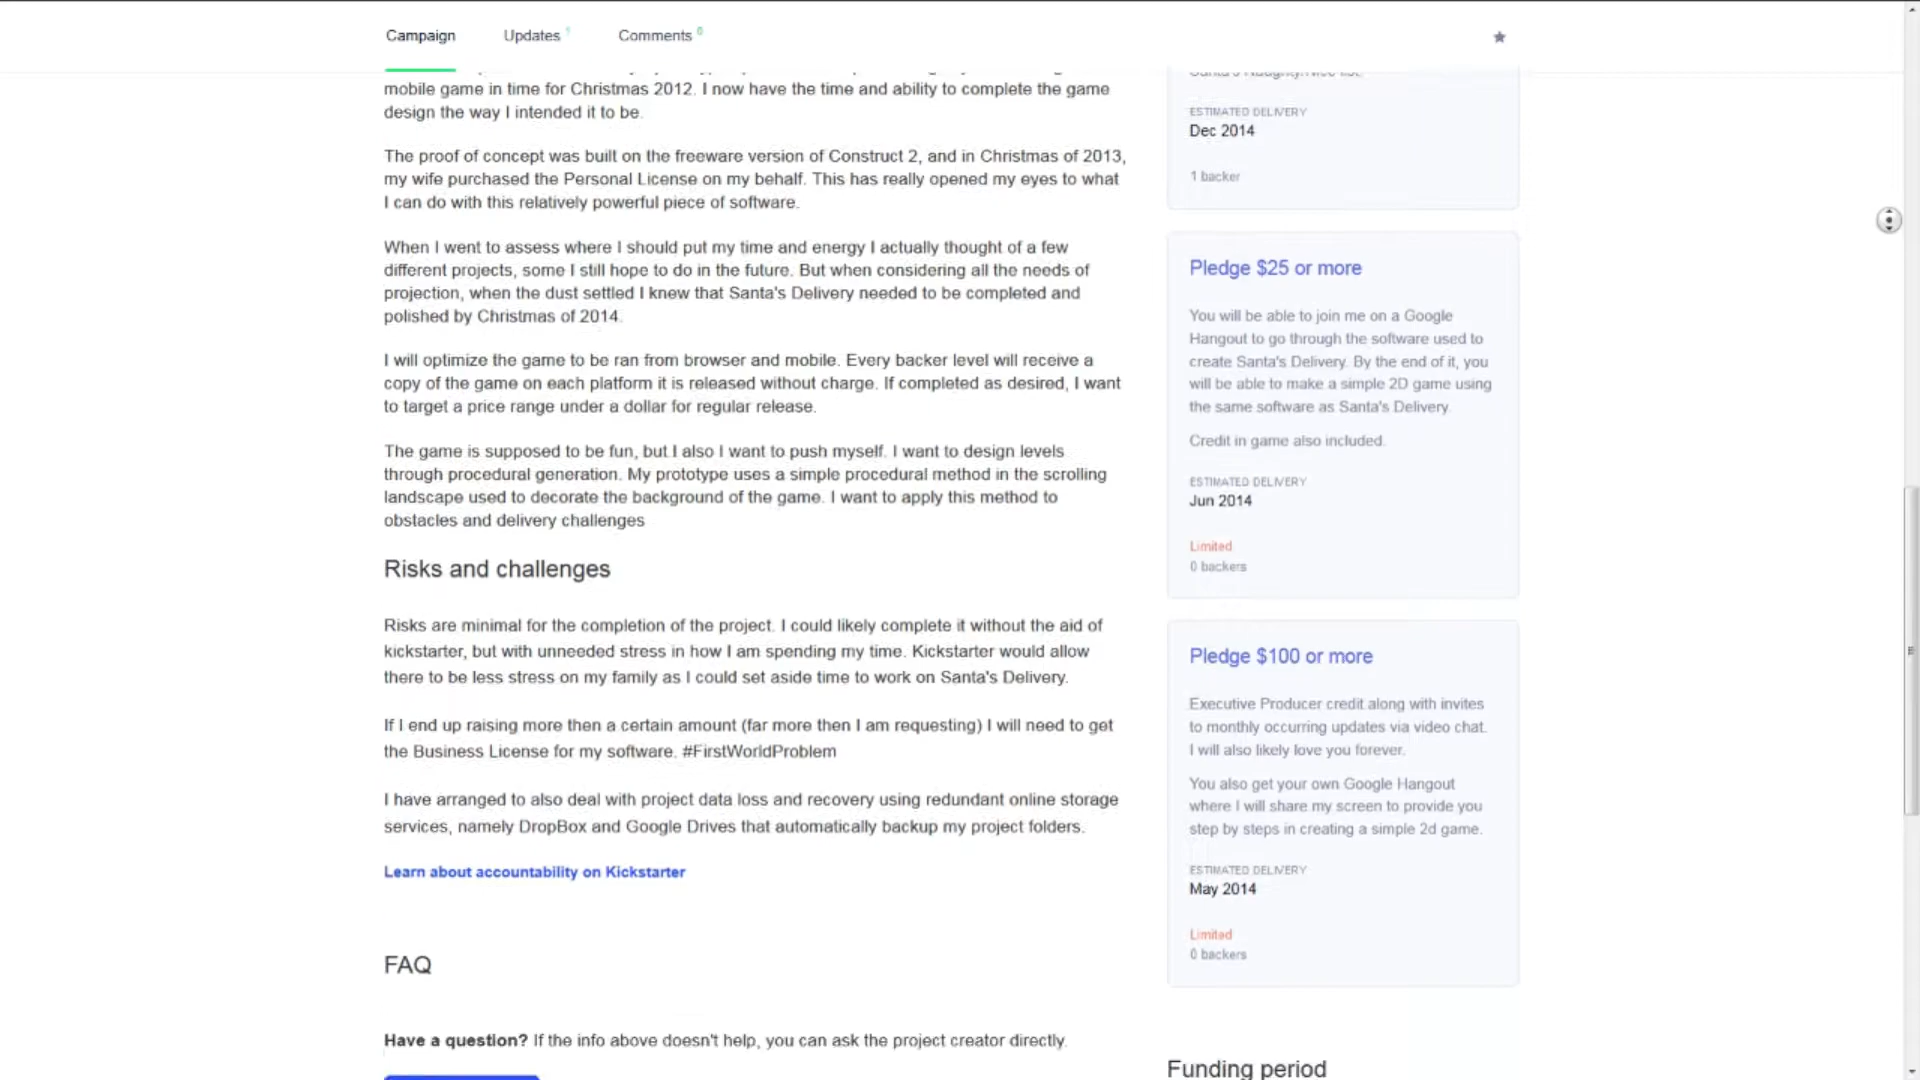 Campaign
Updates 1
Comments 0
mobile game in time for Christmas 2012. I now have the time and ability to complete the game
design the way I intended it to be.
The proof of concept was built on the freeware version of Construct 2, and in Christmas of 2013,
my wife purchased the Personal License on my behalf. This has really opened my eyes to what
I can do with this relatively powerful piece of software.
When I went to assess where I should put my time and energy I actually thought of a few
different projects, some I still hope to do in the future. But when considering all the needs of
projection, when the dust settled I knew that Santa's Delivery needed to be completed and
polished by Christmas of 2014.
I will optimize the game to be ran from browser and mobile. Every backer level will receive a
copy of the game on each platform it is released without charge. If completed as desired, I want
to target a price range under a dollar for regular release.
The game is supposed to be fun, but I also I want to push myself. I want to design levels
through procedural generation. My prototype uses a simple procedural method in the scrolling
landscape used to decorate the background of the game. I want to apply this method to
obstacles and delivery challenges
Risks and challenges
Risks are minimal for the completion of the project. I could likely complete it without the aid of
kickstarter, but with unneeded stress in how I am spending my time. Kickstarter would allow
there to be less stress on my family as I could set aside time to work on Santa's Delivery.
If I end up raising more then a certain amount (far more then I am requesting) I will need to get
the Business License for my software. #FirstWorldProblem
I have arranged to also deal with project data loss and recovery using redundant online storage
services, namely DropBox and Google Drives that automatically backup my project folders.
Learn about accountability on Kickstarter
FAQ
Have a question? If the info above doesn't help, you can ask the project creator directly.
Santa's Naughty/Nice list.
ESTIMATED DELIVERY
Dec 2014
1 backer
Pledge $25 or more
You will be able to join me on a Google
Hangout to go through the software used to
create Santa's Delivery. By the end of it, you
will be able to make a simple 2D game using
the same software as Santa's Delivery.
Credit in game also included.
ESTIMATED DELIVERY
Jun 2014
Limited
0 backers
Pledge $100 or more
Executive Producer credit along with invites
to monthly occurring updates via video chat.
I will also likely love you forever.
You also get your own Google Hangout
where I will share my screen to provide you
step by steps in creating a simple 2d game.
ESTIMATED DELIVERY
May 2014
Limited
0 backers
Funding period